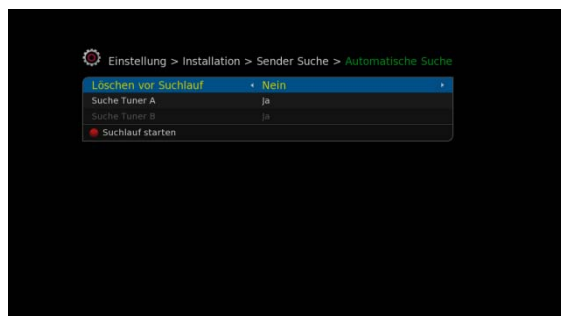 Einstellung > Installation > Sender Suche > Automatische Suche
Löschen vor Suchlauf Nein
Suche Tuner A Ja
Suche Tuner B Ja
Suchlauf starten